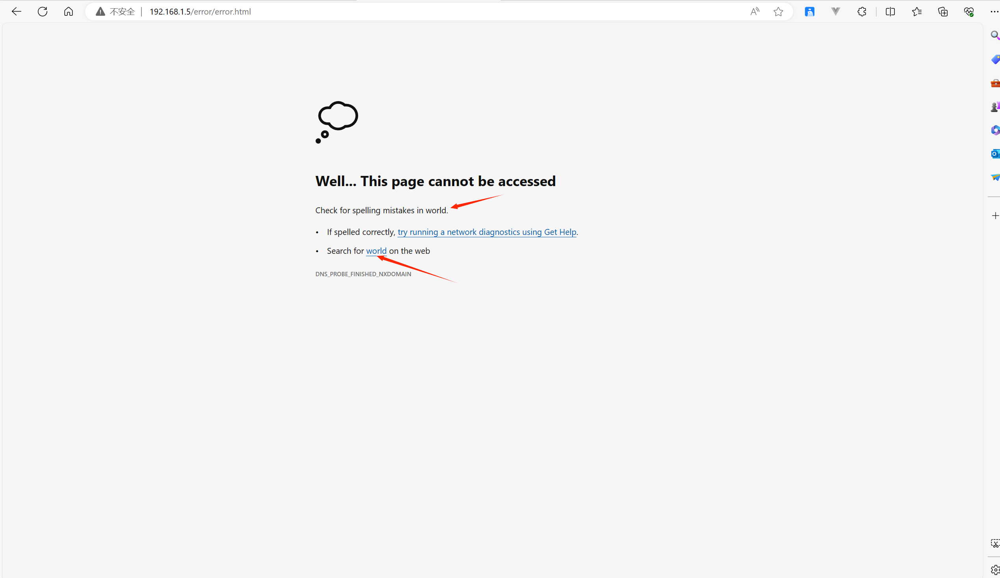 不安全 | 192.168.1.5/error/error.html
Well... This page cannot be accessed
Check for spelling mistakes in world.
• If spelled correctly, try running a network diagnostics using Get Help.
• Search for world on the web
DNS_PROBE_FINISHED_NXDOMAIN